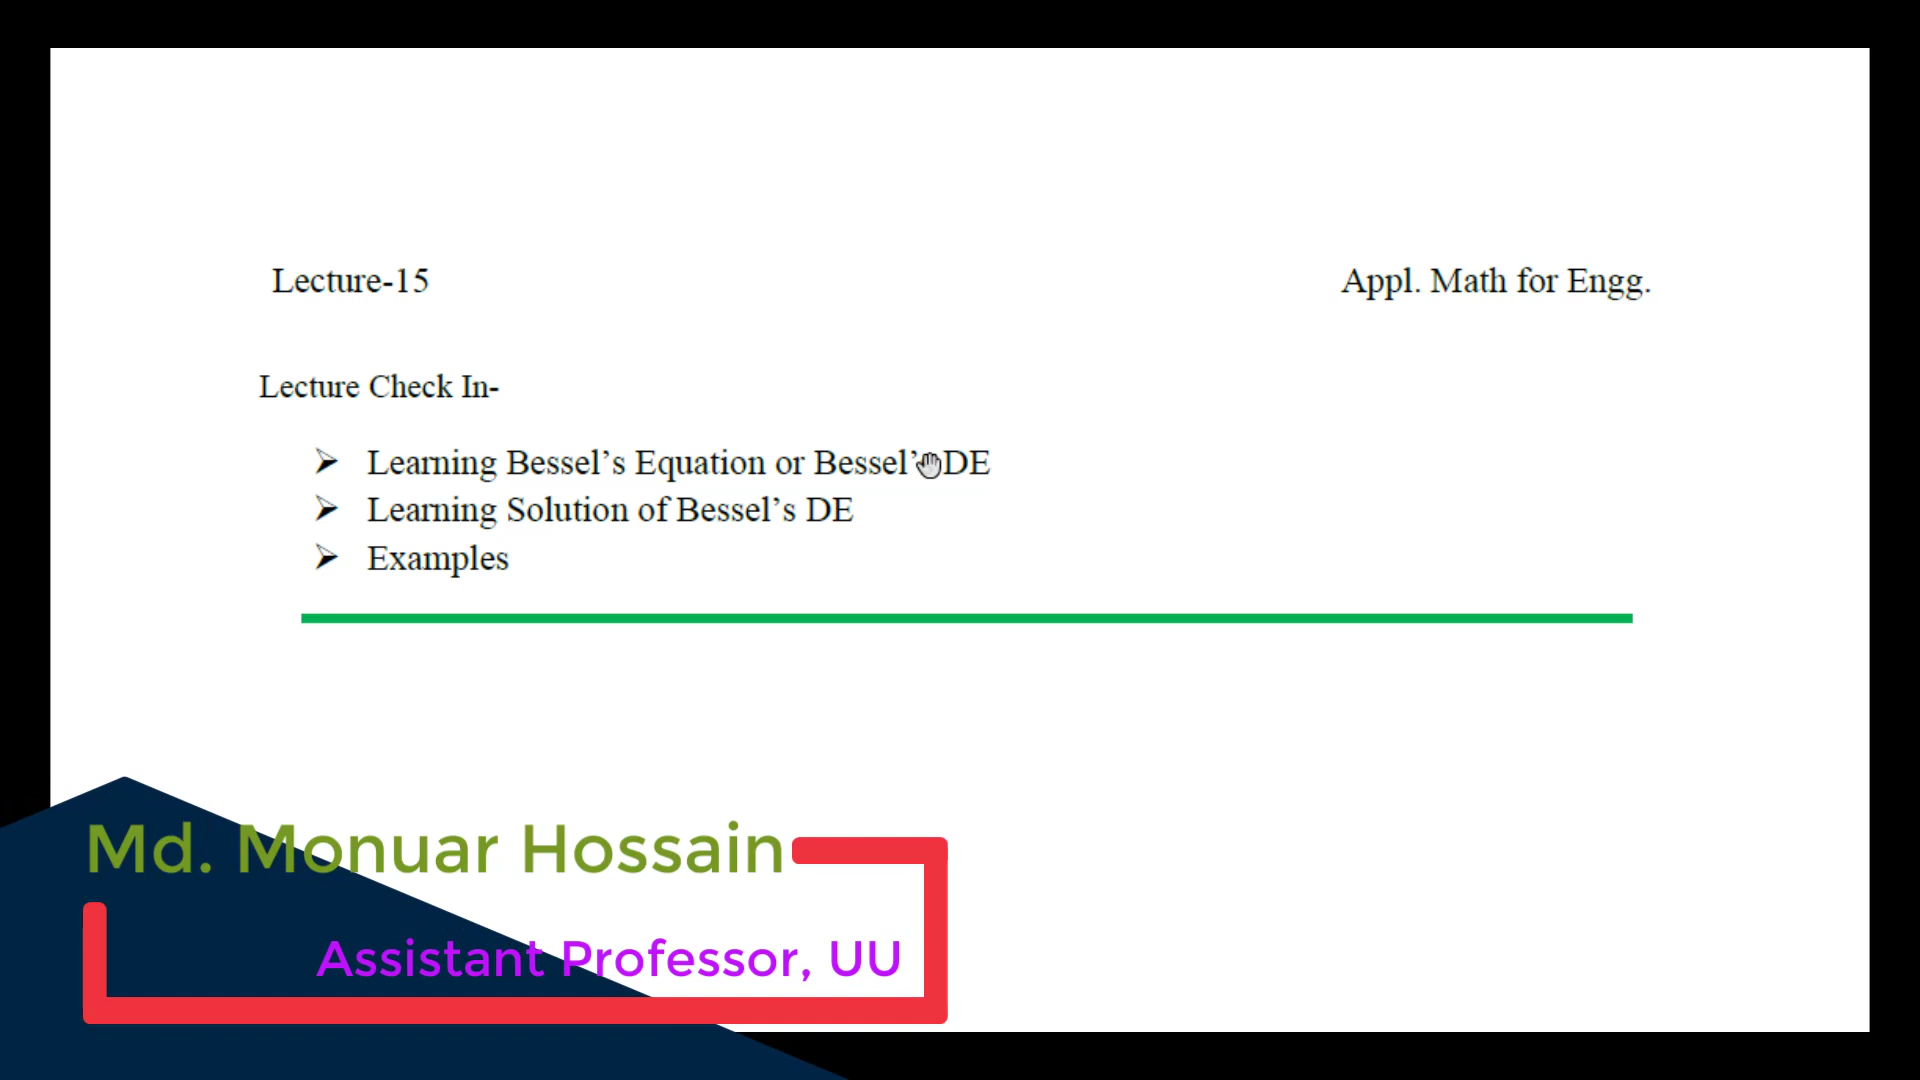 Lecture-15 Appl. Math for Engg.
Lecture Check In-
➢ Learning Bessel’s Equation or Bessel’ DE
➢ Learning Solution of Bessel’s DE
➢ Examples
Md. Monuar Hossain
Assistant Professor, UU